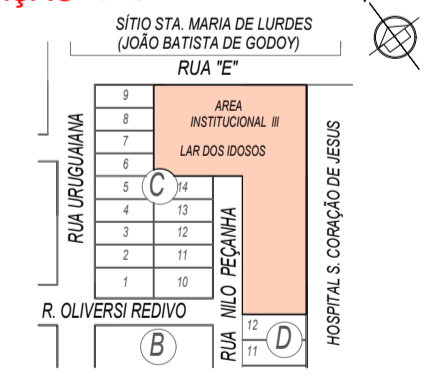 SÍTIO STA. MARIA DE LURDES
(JOÃO BATISTA DE GODOY)
RUA "E"
RUA URUGUAIANA
9
8
7
6
5
4
3
2
1
14
13
12
11
10
C
AREA
INSTITUCIONAL III
LAR DOS IDOSOS
RUA NILO PEÇANHA
HOSPITAL S. CORAÇÃO DE JESUS
R. OLIVERSI REDIVO
B
12
11
D